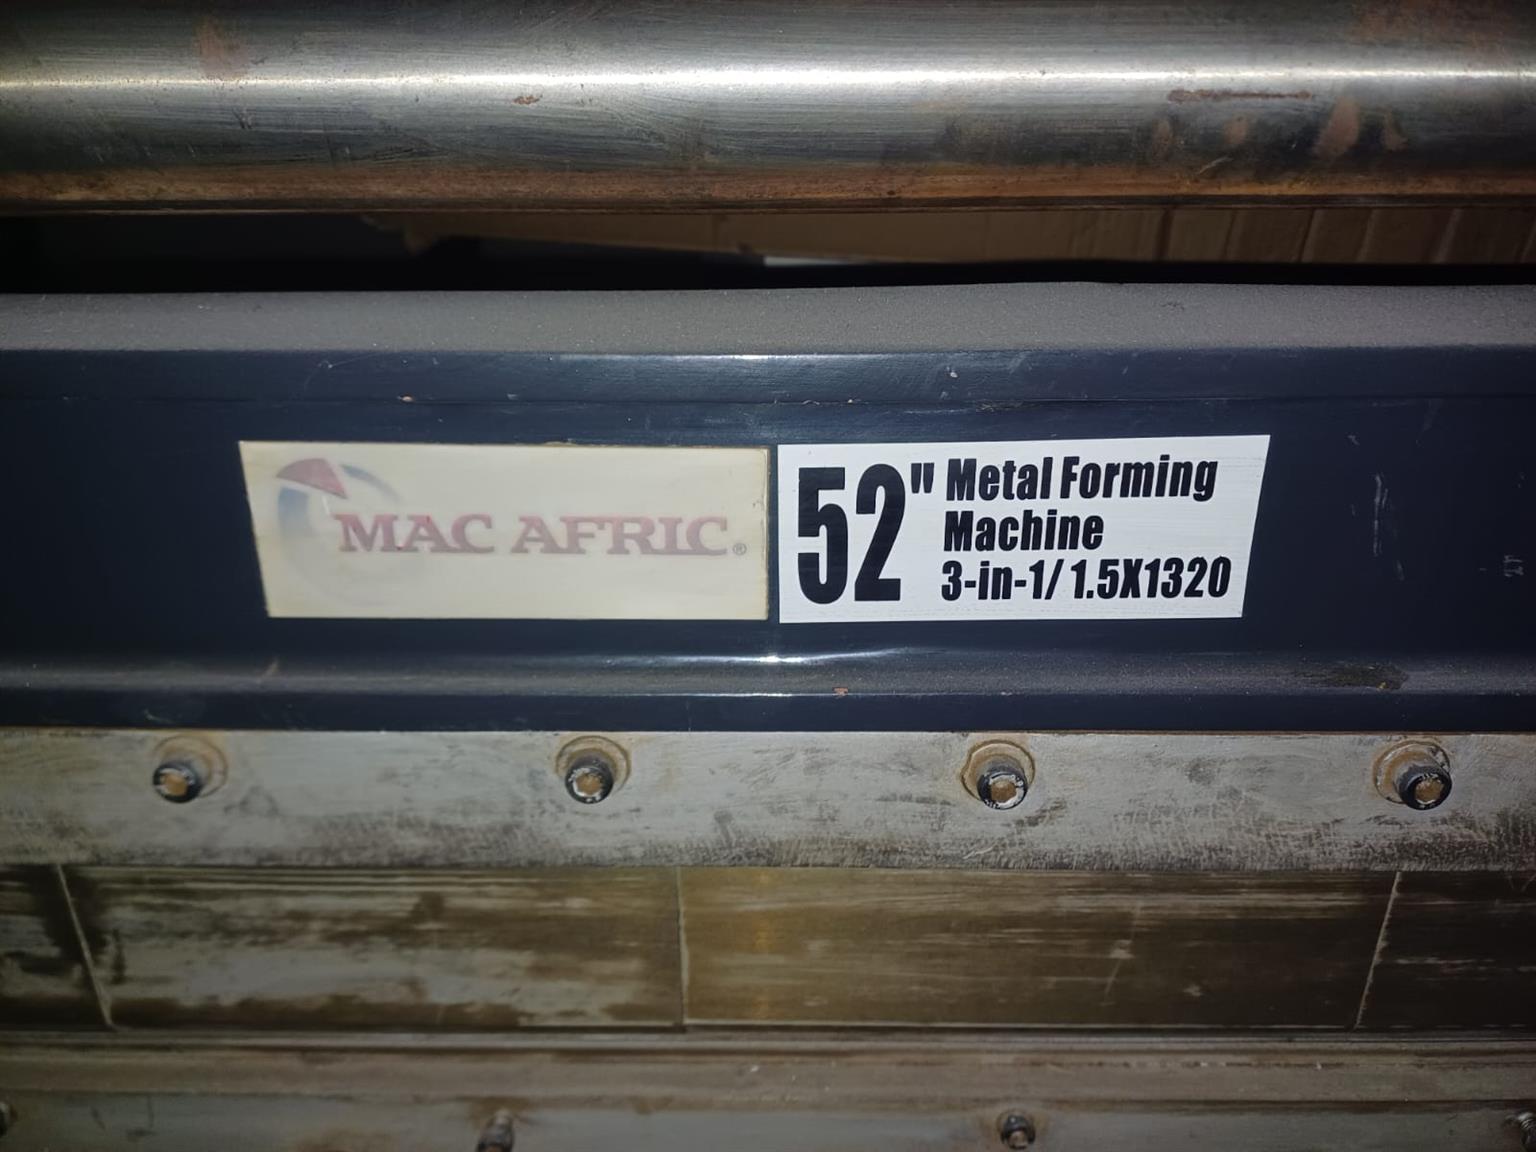 MAC AFRIC®
52" Metal Forming
Machine
3-in-1/ 1.5X1320